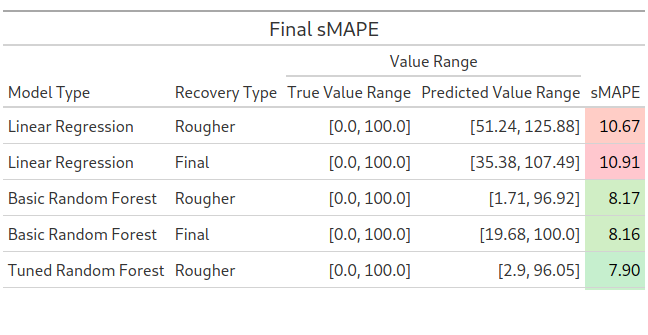 Final sMAPE
Value Range
Model Type Recovery Type True Value Range Predicted Value Range sMAPE
Linear Regression Rougher [0.0, 100.0] [51.24, 125.88] 10.67
Linear Regression Final [0.0, 100.0] [35.38, 107.49] 10.91
Basic Random Forest Rougher [0.0, 100.0] [1.71, 96.92] 8.17
Basic Random Forest Final [0.0, 100.0] [19.68, 100.0] 8.16
Tuned Random Forest Rougher [0.0, 100.0] [2.9, 96.05] 7.90